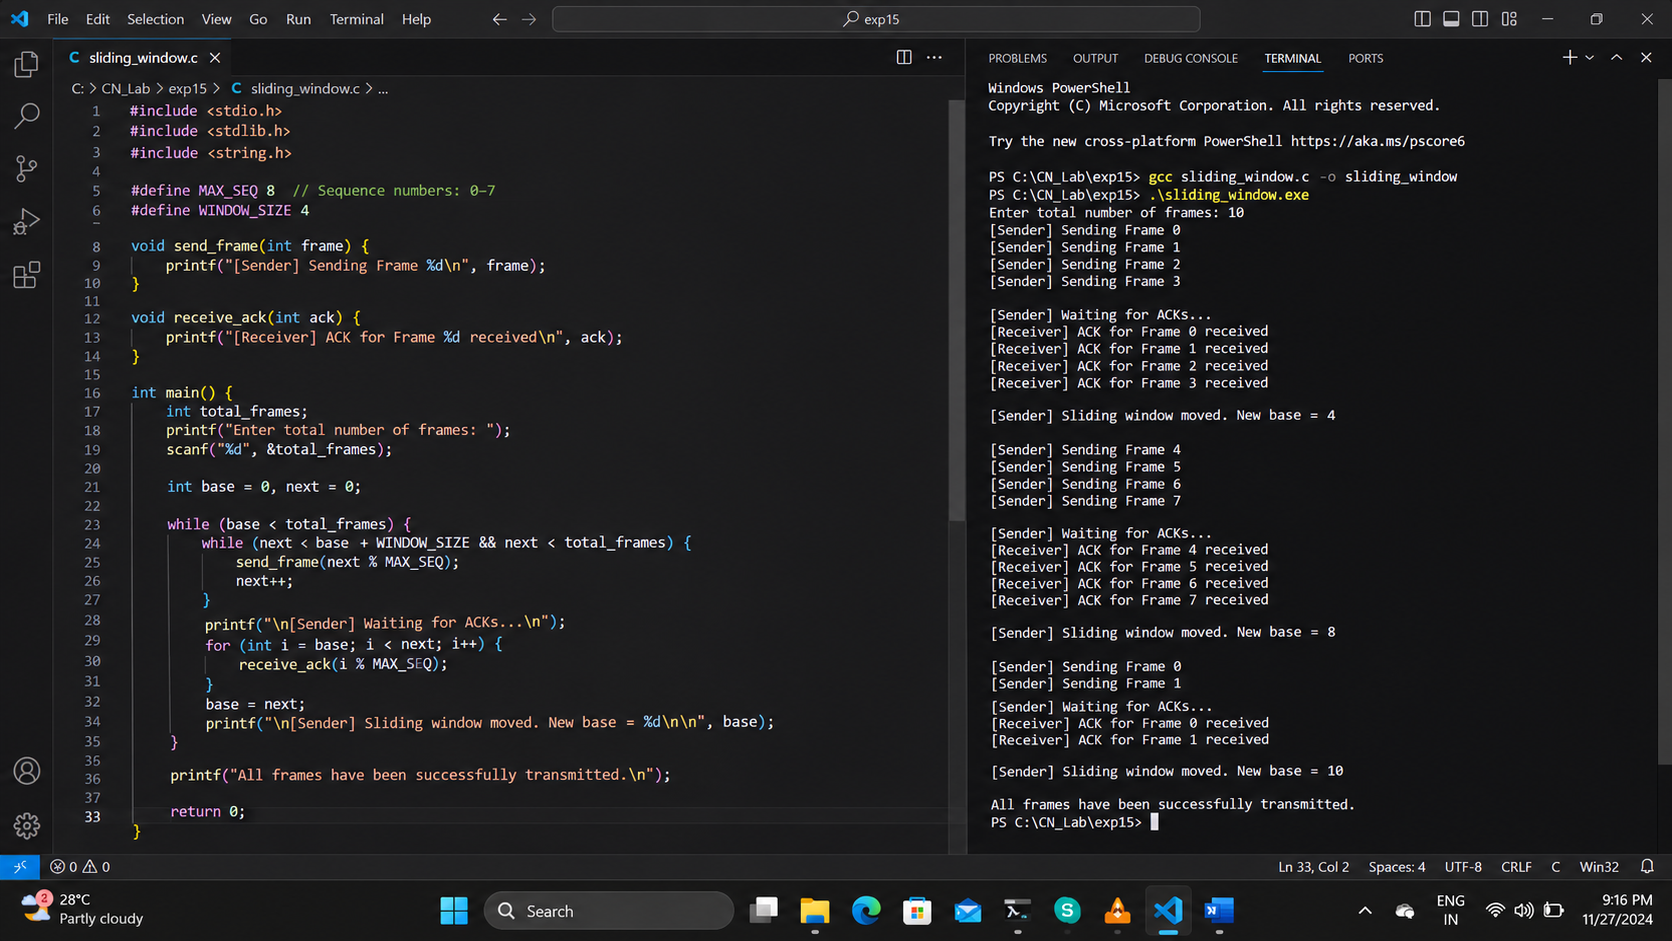 File Edit Selection View Go Run Terminal Help
exp15
sliding_window.c
C: > CN_Lab > exp15 > C sliding_window.c > ...
1 #include <stdio.h>
2 #include <stdlib.h>
3 #include <string.h>
4
5 #define MAX_SEQ 8 // Sequence numbers: 0-7
6 #define WINDOW_SIZE 4
8 void send_frame(int frame) {
9 printf("[Sender] Sending Frame %d\n", frame);
10 }
11
12 void receive_ack(int ack) {
13 printf("[Receiver] ACK for Frame %d received\n", ack);
14 }
15
16 int main() {
17 int total_frames;
18 printf("Enter total number of frames: ");
19 scanf("%d", &total_frames);
20
21 int base = 0, next = 0;
22
23 while (base < total_frames) {
24 while (next < base + WINDOW_SIZE && next < total_frames) {
25 send_frame(next % MAX_SEQ);
26 next++;
27 }
28 printf("\n[Sender] Waiting for ACKs...\n");
29 for (int i = base; i < next; i++) {
30 receive_ack(i % MAX_SEQ);
31 }
32 base = next;
34 printf("\n[Sender] Sliding window moved. New base = %d\n\n", base);
35 }
35
36 printf("All frames have been successfully transmitted.\n");
37
33 return 0;
}
PROBLEMS OUTPUT DEBUG CONSOLE TERMINAL PORTS
Windows PowerShell
Copyright (C) Microsoft Corporation. All rights reserved.
Try the new cross-platform PowerShell https://aka.ms/pscore6
PS C:\CN_Lab\exp15> gcc sliding_window.c -o sliding_window
PS C:\CN_Lab\exp15> .\sliding_window.exe
Enter total number of frames: 10
[Sender] Sending Frame 0
[Sender] Sending Frame 1
[Sender] Sending Frame 2
[Sender] Sending Frame 3
[Sender] Waiting for ACKs...
[Receiver] ACK for Frame 0 received
[Receiver] ACK for Frame 1 received
[Receiver] ACK for Frame 2 received
[Receiver] ACK for Frame 3 received
[Sender] Sliding window moved. New base = 4
[Sender] Sending Frame 4
[Sender] Sending Frame 5
[Sender] Sending Frame 6
[Sender] Sending Frame 7
[Sender] Waiting for ACKs...
[Receiver] ACK for Frame 4 received
[Receiver] ACK for Frame 5 received
[Receiver] ACK for Frame 6 received
[Receiver] ACK for Frame 7 received
[Sender] Sliding window moved. New base = 8
[Sender] Sending Frame 0
[Sender] Sending Frame 1
[Sender] Waiting for ACKs...
[Receiver] ACK for Frame 0 received
[Receiver] ACK for Frame 1 received
[Sender] Sliding window moved. New base = 10
All frames have been successfully transmitted.
PS C:\CN_Lab\exp15>
0 0 Ln 33, Col 2 Spaces: 4 UTF-8 CRLF C Win32
2 28°C
Partly cloudy
Search
S
W
ENG
IN
9:16 PM
11/27/2024